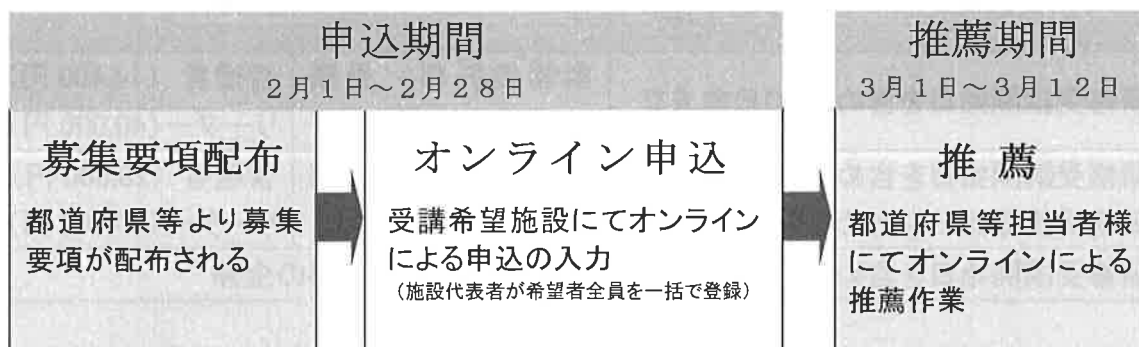 申込期間
2月1日~2月28日
推薦期間
3月1日~3月12日
募集要項配布
都道府県等より募集
要項が配布される
オンライン申込
受講希望施設にてオンライン
による申込の入力
(施設代表者が希望者全員を一括で登録)
推 薦
都道府県等担当者様
にてオンラインによる
推薦作業